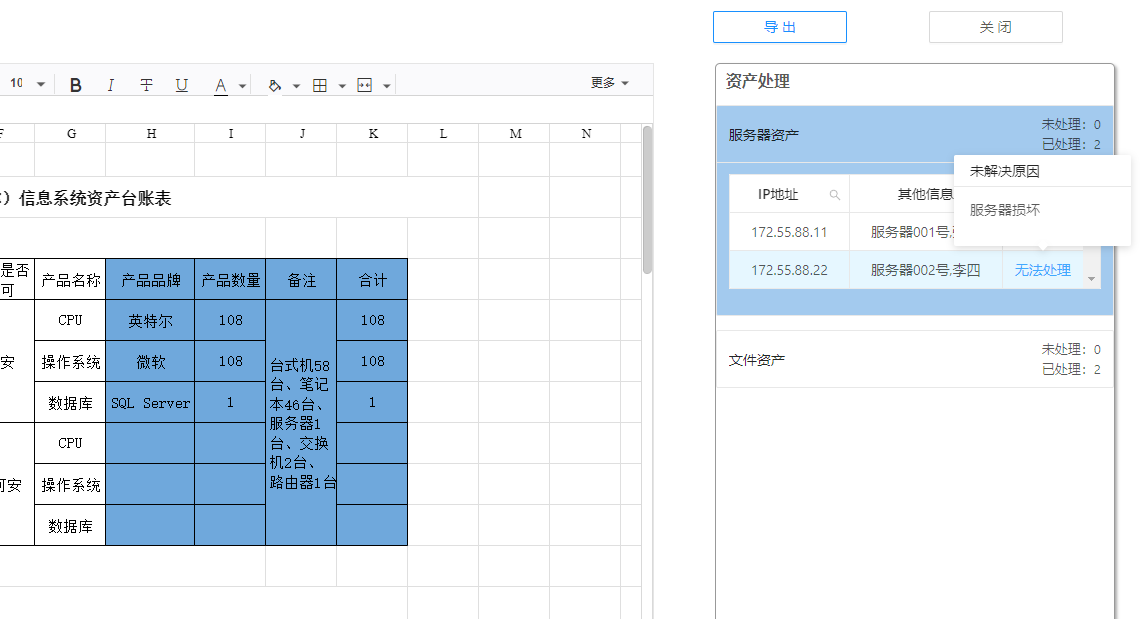 导 出
关 闭
10
B I T U A
更多
F G H I J K L M N
）信息系统资产台账表
是否
可
产品名称 产品品牌 产品数量 备注 合计
CPU 英特尔 108 108
安
操作系统 微软 108 108
数据库 SQL Server 1 1
台式机58
台、笔记
本46台、
服务器1
台、交换
机2台、
路由器1台
CPU
可安
操作系统
数据库
资产处理
服务器资产
未处理：0
已处理：2
未解决原因
服务器损坏
IP地址 其他信息
172.55.88.11 服务器001号,
172.55.88.22 服务器002号,李四 无法处理
文件资产
未处理：0
已处理：2